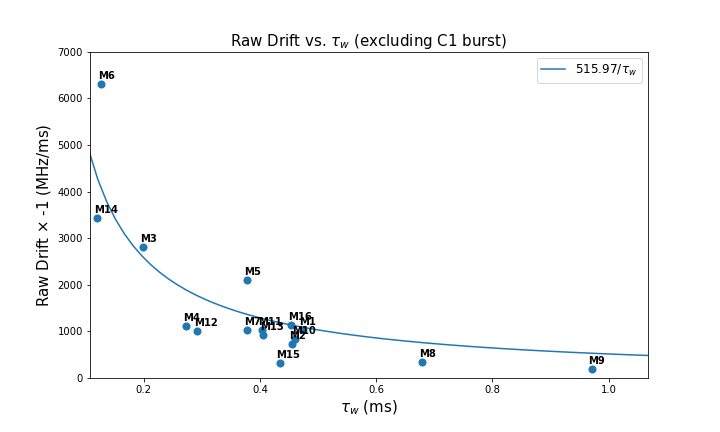 Raw Drift vs. τw (excluding C1 burst)
515.97/τw
Raw Drift × -1 (MHz/ms)
7000
6000
5000
4000
3000
2000
1000
0
M6
M14
M3
M5
M4
M12
M7
M11
M13
M16
M1
M10
M2
M15
M8
M9
0.2 0.4 0.6 0.8 1.0
τw (ms)